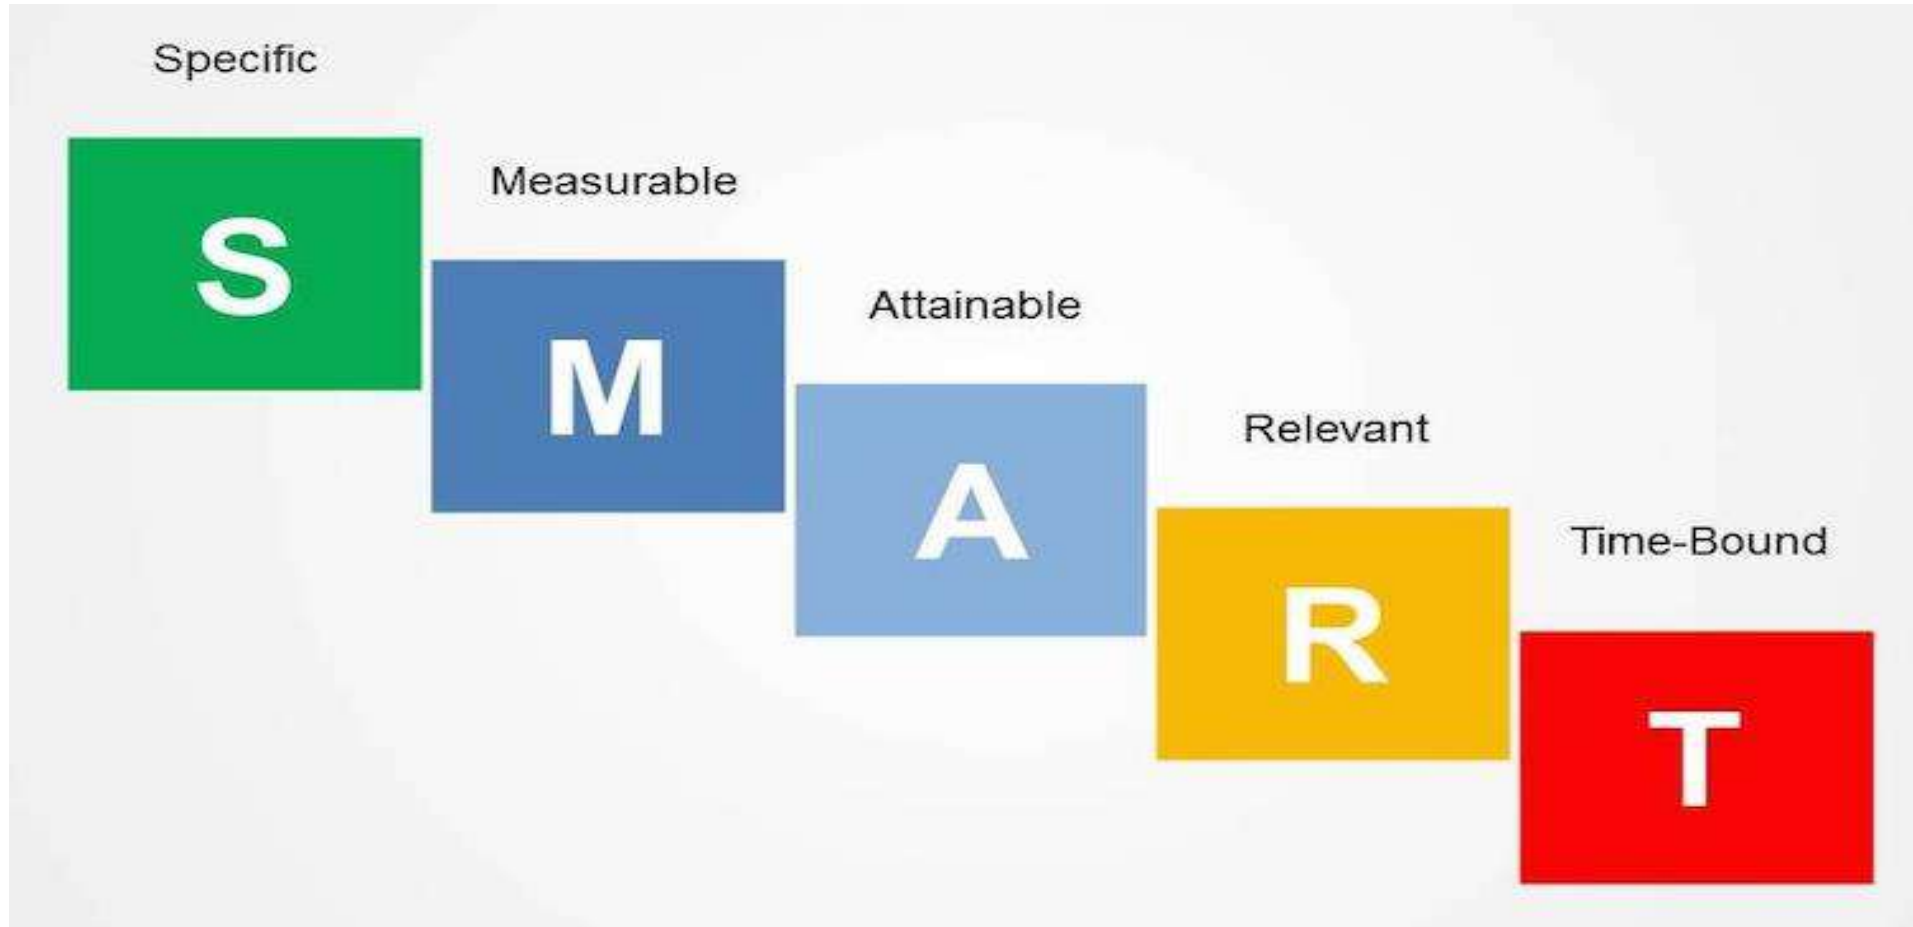 Specific
S
Measurable
M
Attainable
A
Relevant
R
Time-Bound
T